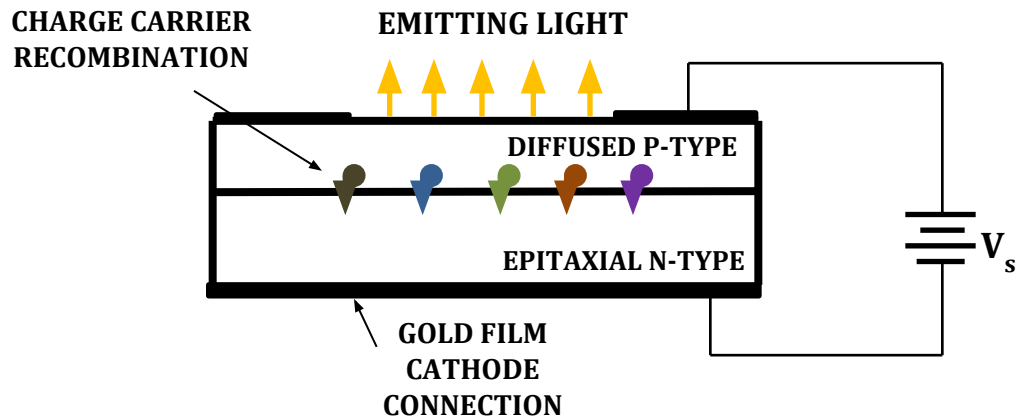 CHARGE CARRIER
RECOMBINATION
EMITTING LIGHT
DIFFUSED P-TYPE
EPITAXIAL N-TYPE
Vs
GOLD FILM
CATHODE
CONNECTION